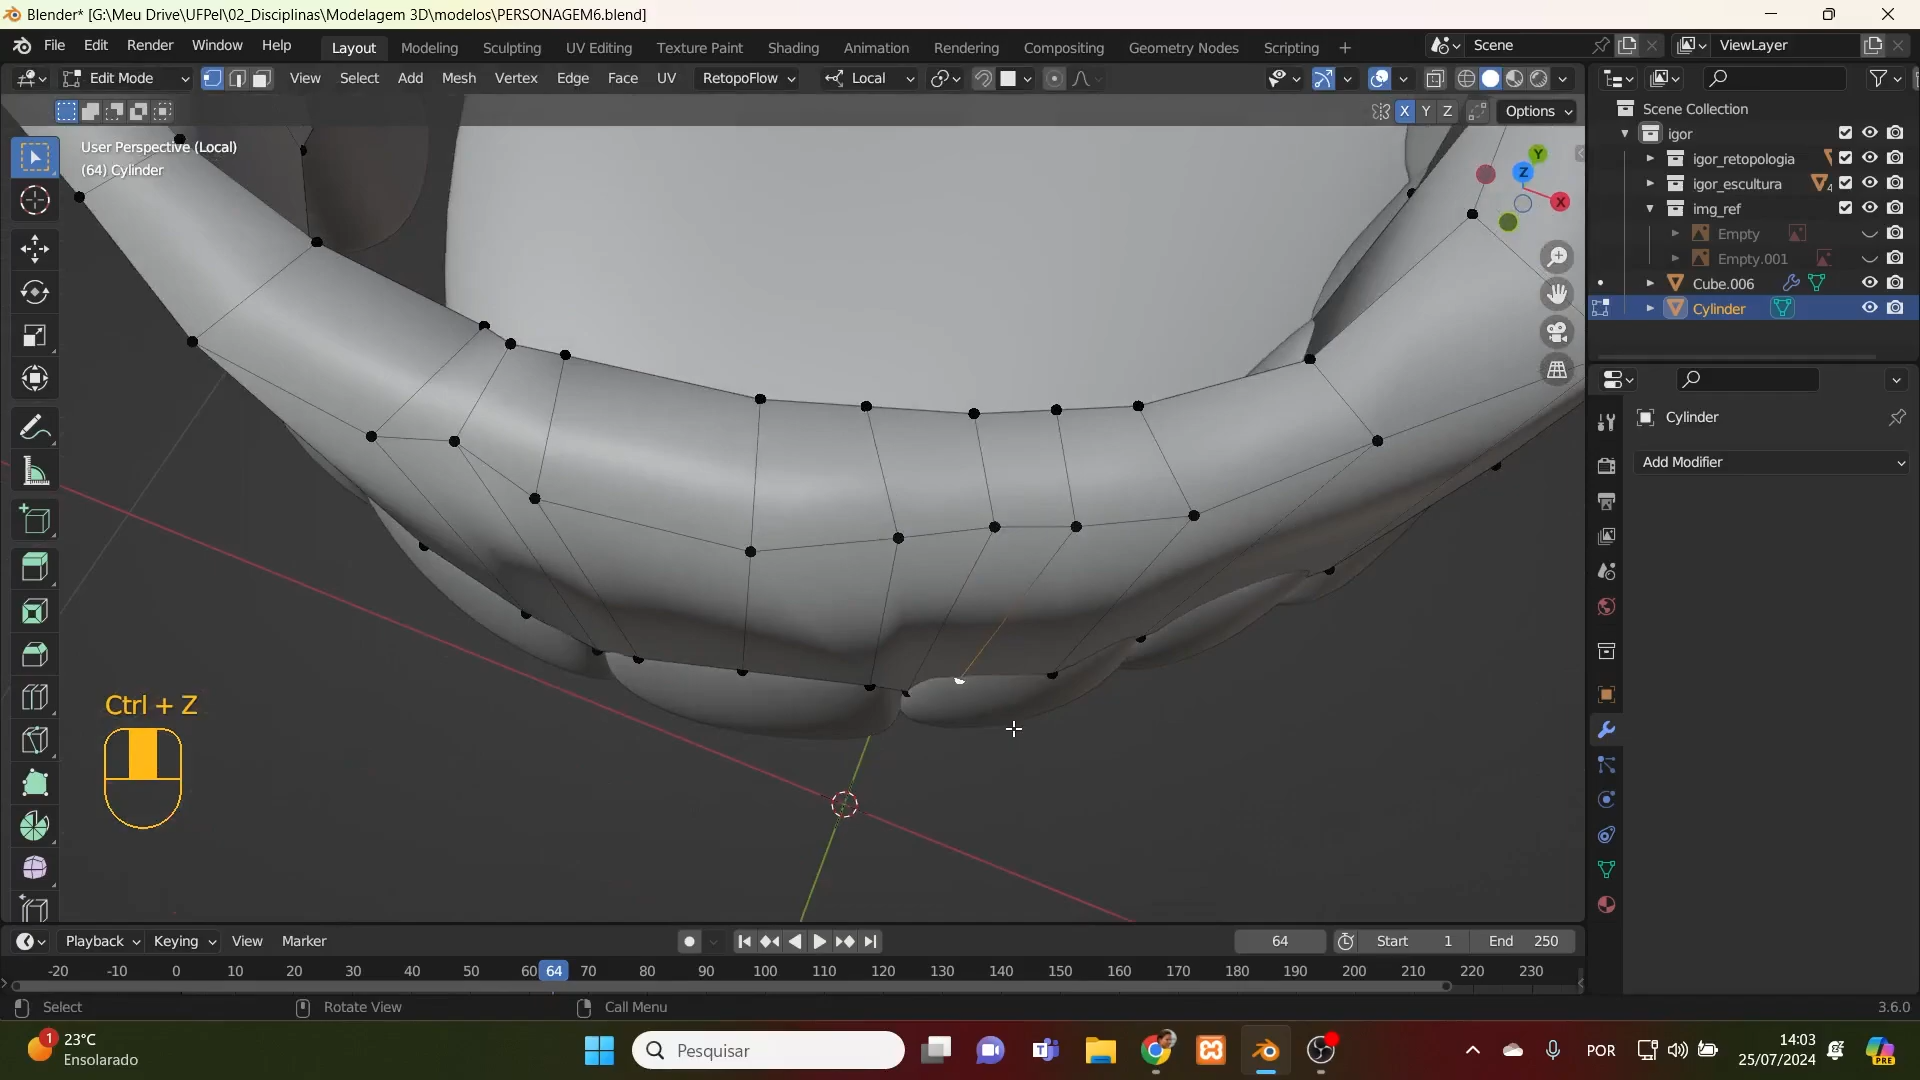 Blender* [G:\Meu Drive\UFPel\02_Disciplinas\Modelagem 3D\modelos\PERSONAGEM6.blend]
File Edit Render Window Help Layout Modeling Sculpting UV Editing Texture Paint Shading Animation Rendering Compositing Geometry Nodes Scripting + Scene ViewLayer
Edit Mode View Select Add Mesh Vertex Edge Face UV RetopoFlow Local
X Y Z Options
User Perspective (Local)
(64) Cylinder
Y
Z
X
Scene Collection
igor
igor_retopologia
igor_escultura 4
img_ref
Empty
Empty.001
Cube.006
Cylinder
Cylinder
Add Modifier
Ctrl + Z
Playback Keying View Marker 64 Start 1 End 250
-20 -10 0 10 20 30 40 50 60 64 70 80 90 100 110 120 130 140 150 160 170 180 190 200 210 220 230
Select Rotate View Call Menu 3.6.0
1 23°C
Ensolarado
Pesquisar
POR
14:03
25/07/2024
PRE